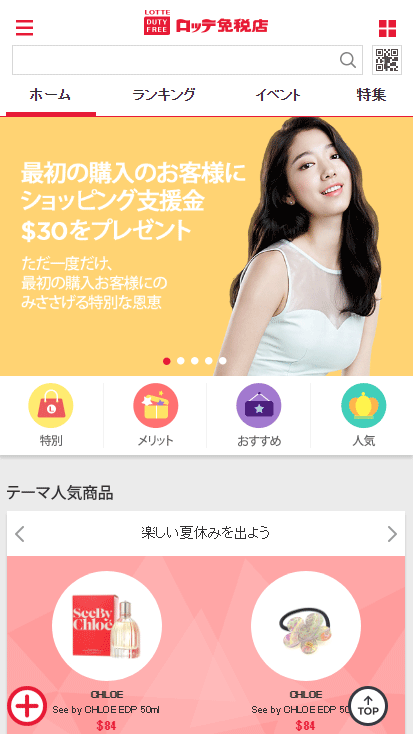 LOTTE
DUTY
FREE
ロッテ免税店
ホーム
ランキング
イベント
特集
最初の購入のお客様に
ショッピング支援金
$30をプレゼント
ただ一度だけ、
最初の購入お客様にの
みささげる特別な恩恵
特別
メリット
おすすめ
人気
テーマ人気商品
楽しい夏休みを出よう
See By
Chloé
CHLOE
See by CHLOE EDP 50ml
$84
CHLOE
See by CHLOE EDP 50
$84
TOP